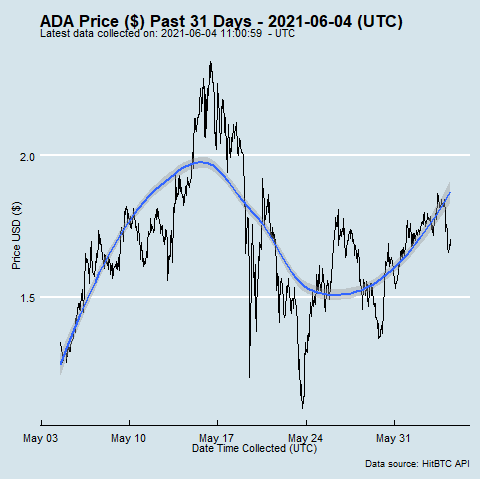 ADA Price ($) Past 31 Days - 2021-06-04 (UTC)
Latest data collected on: 2021-06-04 11:00:59 - UTC
2.0
1.5
Price USD ($)
May 03 May 10 May 17 May 24 May 31
Date Time Collected (UTC)
Data source: HitBTC API